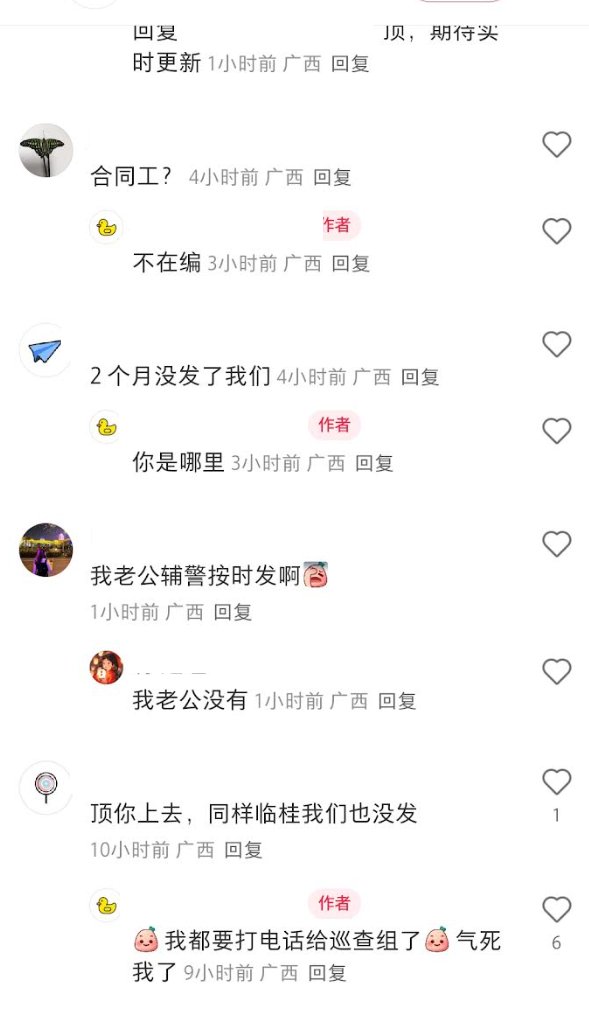 回复 顶，期待实
时更新 1小时前 广西 回复
合同工？ 4小时前 广西 回复
作者
不在编 3小时前 广西 回复
2个月没发了我们 4小时前 广西 回复
作者
你是哪里 3小时前 广西 回复
我老公辅警按时发啊
1小时前 广西 回复
我老公没有 1小时前 广西 回复
顶你上去，同样临桂我们也没发
1
10小时前 广西 回复
作者
我都要打电话给巡查组了 气死
6
我了 9小时前 广西 回复